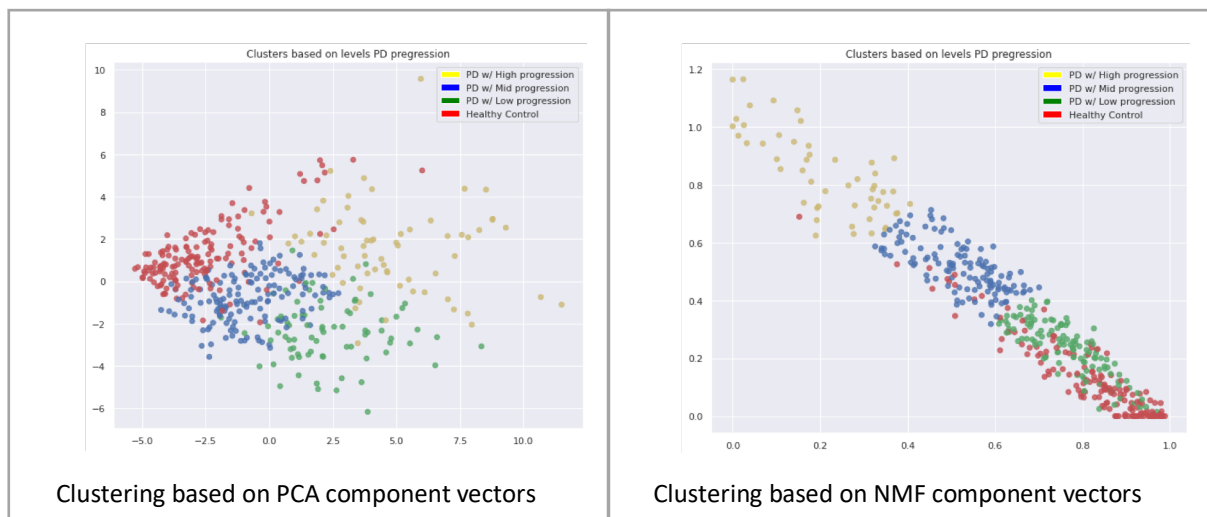 Clusters based on levels PD pregression
PD w/ High progression
PD w/ Mid progression
PD w/ Low progression
Healthy Control
10
8
6
4
2
0
−2
−4
−6
−5.0 −2.5 0.0 2.5 5.0 7.5 10.0
Clustering based on PCA component vectors
Clusters based on levels PD pregression
PD w/ High progression
PD w/ Mid progression
PD w/ Low progression
Healthy Control
1.2
1.0
0.8
0.6
0.4
0.2
0.0
0.0 0.2 0.4 0.6 0.8 1.0
Clustering based on NMF component vectors